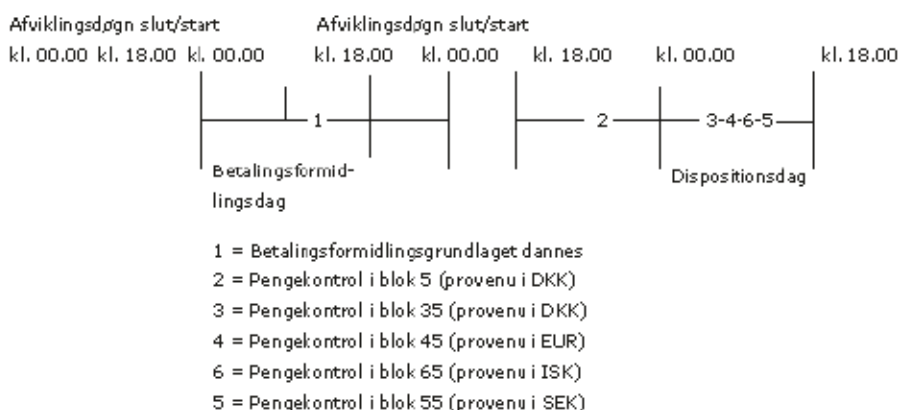 Afviklingsdøgn slut/start Afviklingsdøgn slut/start
kl. 00.00 kl. 18.00 kl. 00.00 kl. 18.00 kl. 00.00 kl. 18.00 kl. 00.00 kl. 18.00
1 2 3-4-6-5
Betalingsformid-
lingsdag
Dispositionsdag
1 = Betalingsformidlingsgrundlaget dannes
2 = Pengekontrol i blok 5 (provenu i DKK)
3 = Pengekontrol i blok 35 (provenu i DKK)
4 = Pengekontrol i blok 45 (provenu i EUR)
6 = Pengekontrol i blok 65 (provenu i ISK)
5 = Pengekontrol i blok 55 (provenu i SEK)